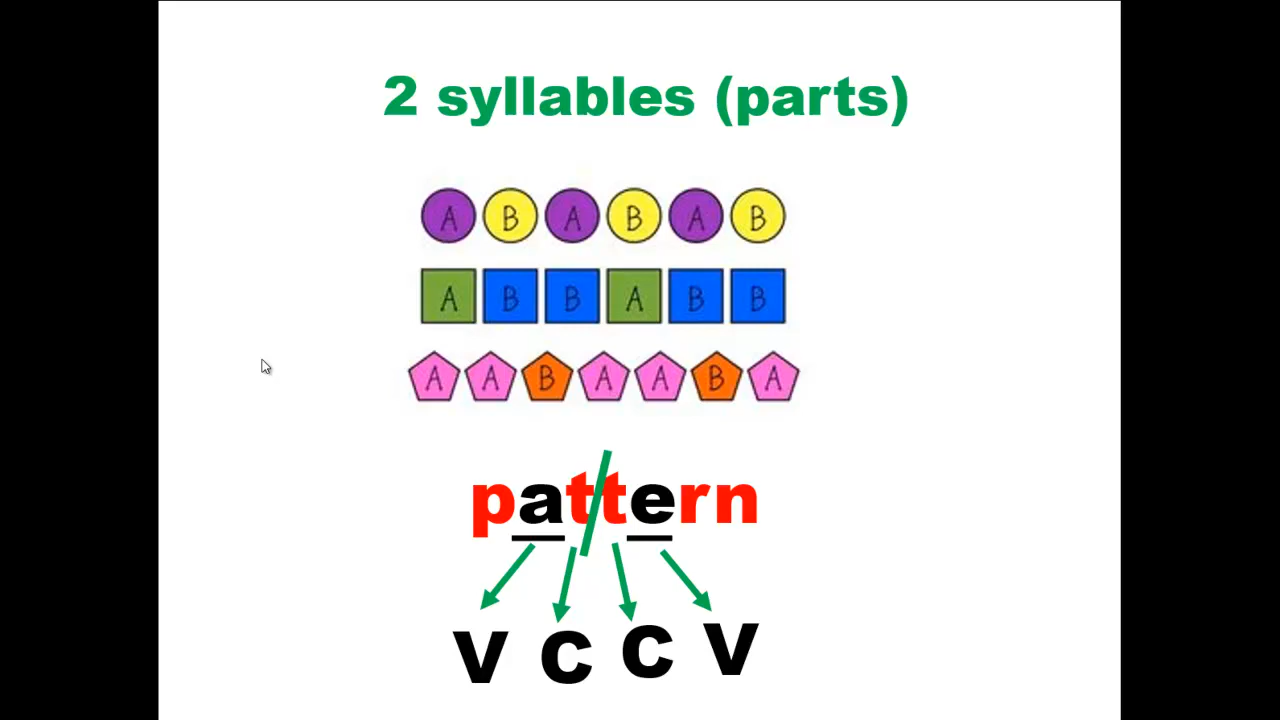 2 syllables (parts)
A B A B A B
A B B A B B
A A B A A B A
pattern
V C C V